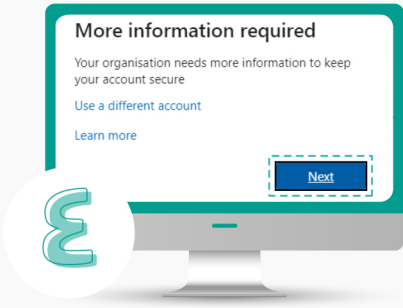 More information required
Your organisation needs more information to keep
your account secure
Use a different account
Learn more
Next